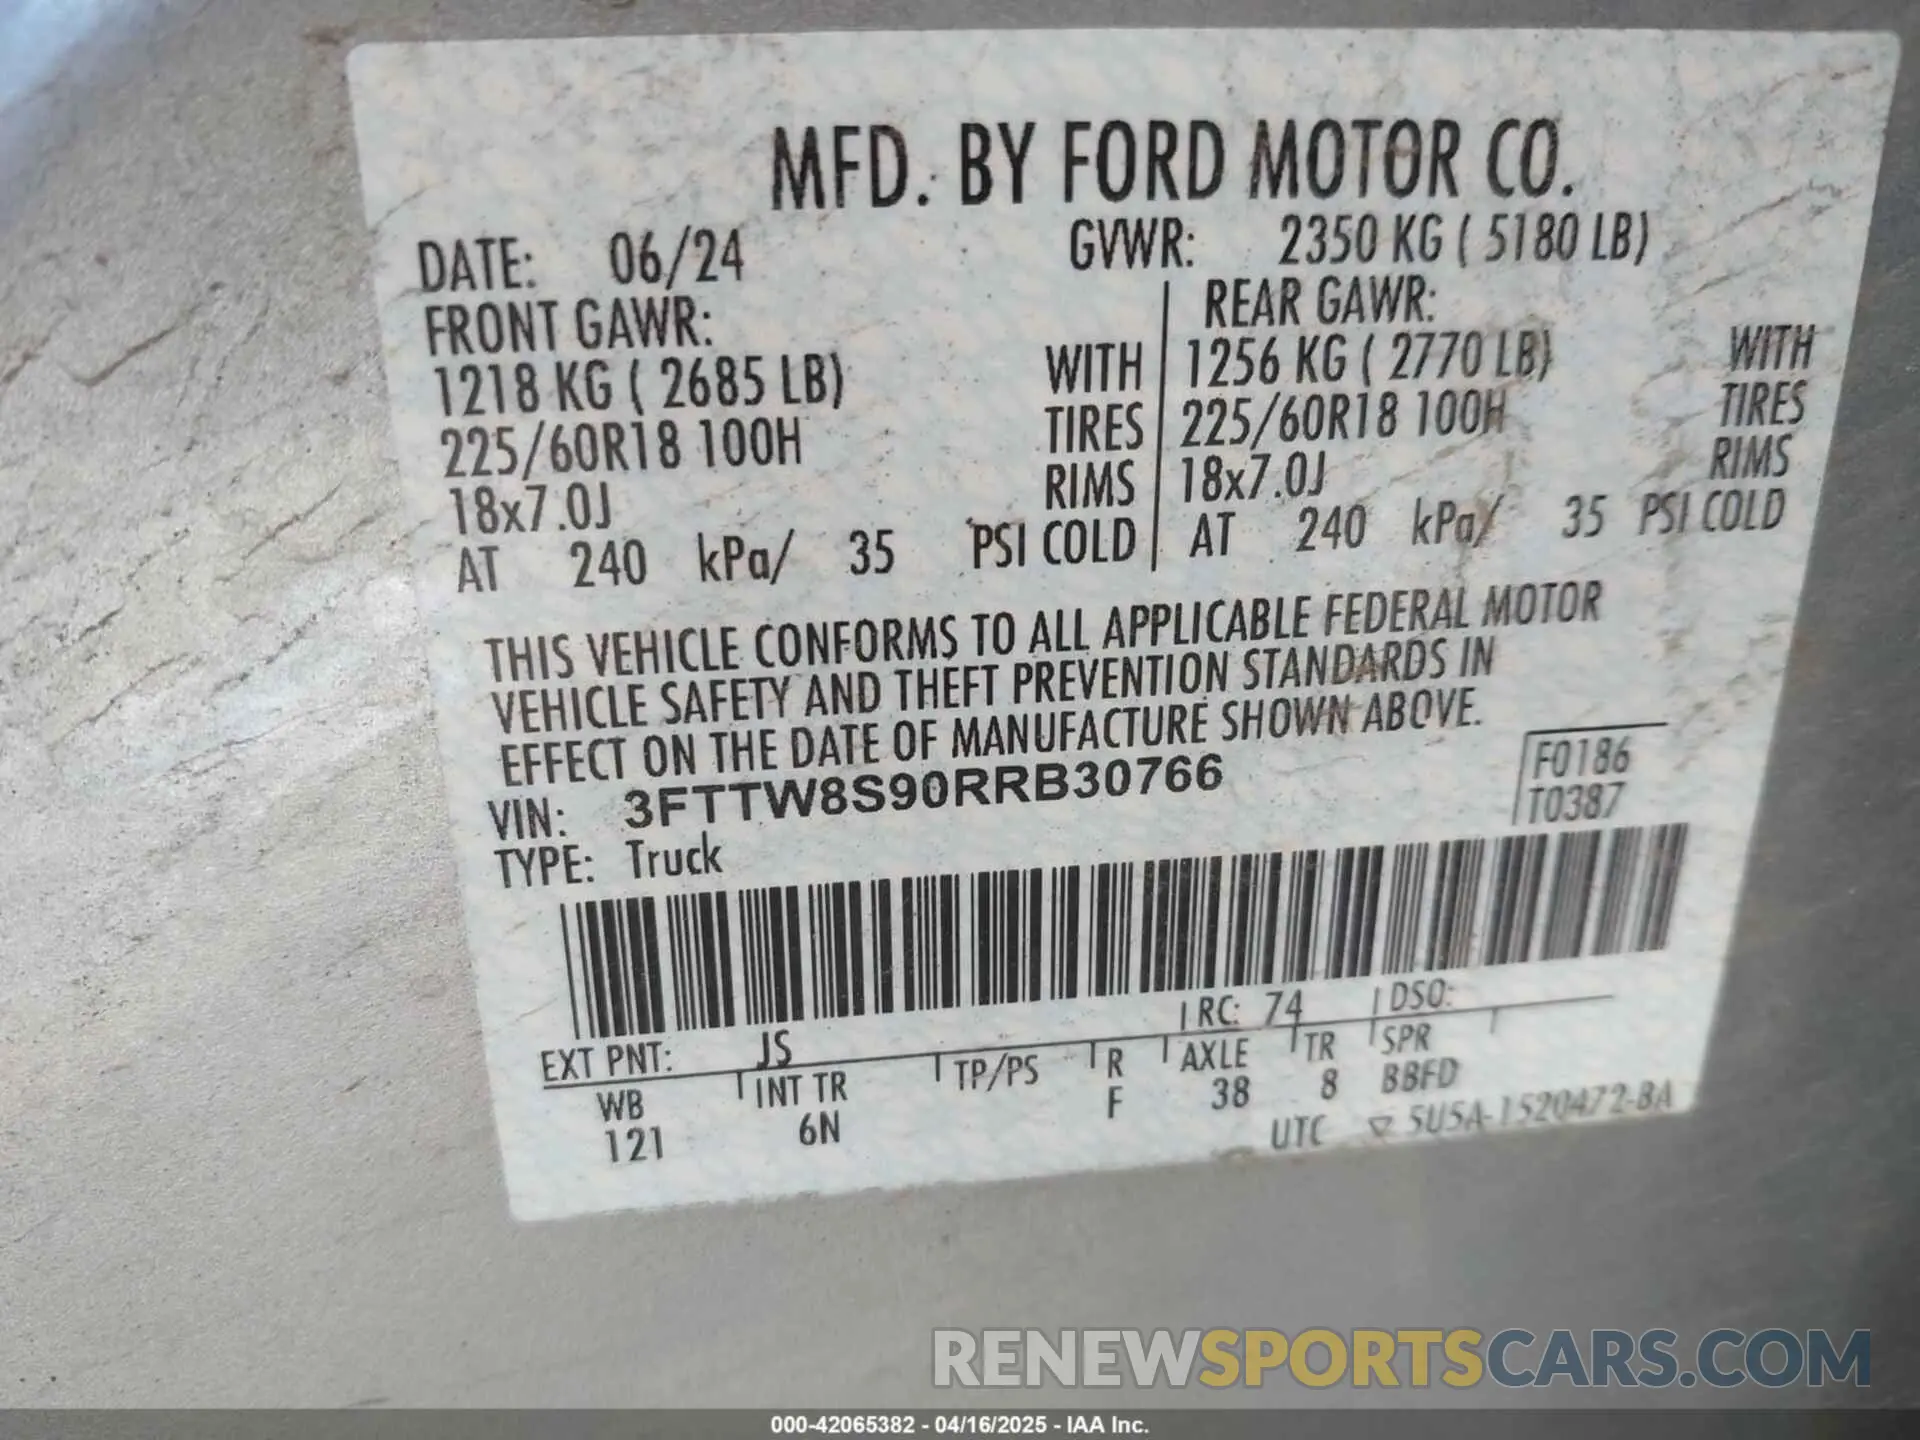 MFD. BY FORD MOTOR CO.
DATE: 06/24 GVWR: 2350 KG ( 5180 LB)
FRONT GAWR: REAR GAWR:
1218 KG ( 2685 LB) WITH 1256 KG ( 2770 LB) WITH
225/60R18 100H TIRES 225/60R18 100H TIRES
18x7.0J RIMS 18x7.0J RIMS
AT 240 kPa/ 35 PSI COLD AT 240 kPa/ 35 PSI COLD
THIS VEHICLE CONFORMS TO ALL APPLICABLE FEDERAL MOTOR
VEHICLE SAFETY AND THEFT PREVENTION STANDARDS IN
EFFECT ON THE DATE OF MANUFACTURE SHOWN ABOVE.
VIN: 3FTTW8S90RRB30766 F0186
TYPE: Truck T0387
EXT PNT: JS RC: 74 DSO:
WB INT TR TP/PS R AXLE TR SPR
121 6N F 38 8 BBFD
UTC ▽ 5U5A-1520472-BA
RENEWSPORTSCARS.COM
000-42065382 - 04/16/2025 - IAA Inc.